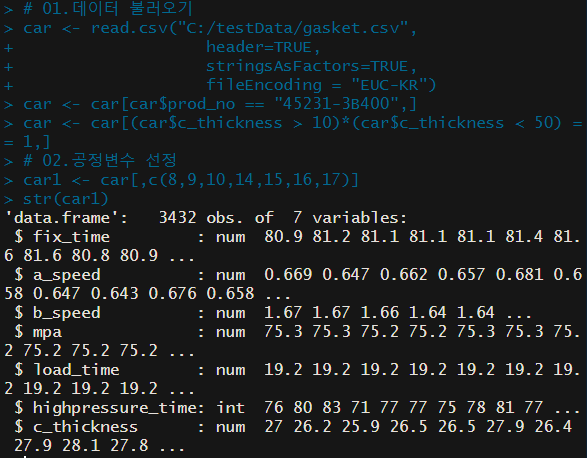 > # 01.데이터 불러오기
> car <- read.csv("C:/testData/gasket.csv",
+ header=TRUE,
+ stringsAsFactors=TRUE,
+ fileEncoding = "EUC-KR")
> car <- car[car$prod_no == "45231-3B400",]
> car <- car[(car$c_thickness > 10)*(car$c_thickness < 50) =
= 1,]
> # 02.공정변수 선정
> car1 <- car[,c(8,9,10,14,15,16,17)]
> str(car1)
'data.frame': 3432 obs. of 7 variables:
$ fix_time : num 80.9 81.2 81.1 81.1 81.1 81.4 81.
6 81.6 80.8 80.9 ...
$ a_speed : num 0.669 0.647 0.662 0.657 0.681 0.6
58 0.647 0.643 0.676 0.658 ...
$ b_speed : num 1.67 1.67 1.66 1.64 1.64 ...
$ mpa : num 75.3 75.3 75.2 75.2 75.3 75.3 75.
2 75.2 75.2 75.2 ...
$ load_time : num 19.2 19.2 19.2 19.2 19.2 19.2 19.
2 19.2 19.2 19.2 ...
$ highpressure_time: int 76 80 83 71 77 77 75 78 81 77 ...
$ c_thickness : num 27 26.2 25.9 26.5 26.5 27.9 26.4
27.9 28.1 27.8 ...